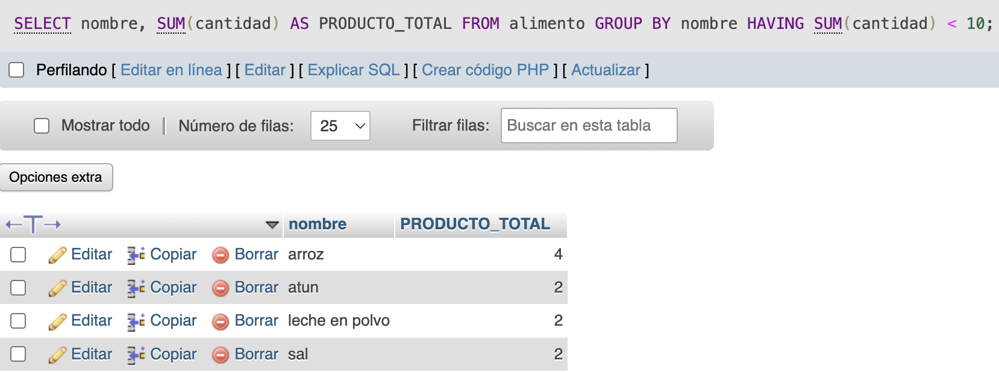 SELECT nombre, SUM(cantidad) AS PRODUCTO_TOTAL FROM alimento GROUP BY nombre HAVING SUM(cantidad) < 10;
Perfilando [ Editar en línea ] [ Editar ] [ Explicar SQL ] [ Crear código PHP ] [ Actualizar ]
Mostrar todo | Número de filas: 25 Filtrar filas: Buscar en esta tabla
Opciones extra
←T→ nombre PRODUCTO_TOTAL
Editar Copiar Borrar arroz 4
Editar Copiar Borrar atun 2
Editar Copiar Borrar leche en polvo 2
Editar Copiar Borrar sal 2